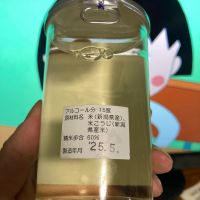 アルコール分 15度
原材料名 米(新潟県産)、
米こうじ(新潟
県産米)
精米歩合 60%
製造年月 '25.5.